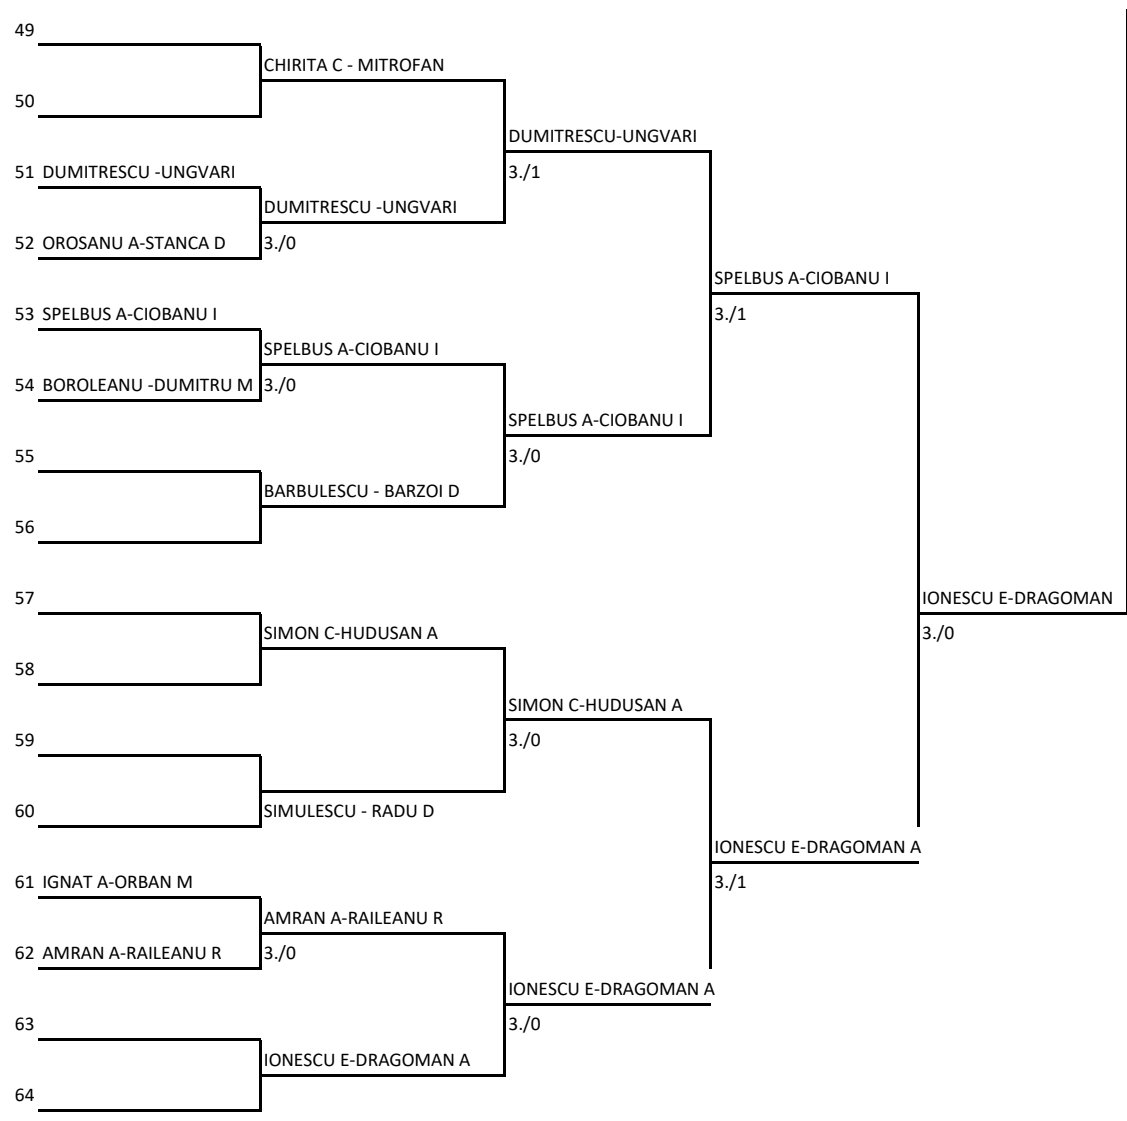 49
CHIRITA C - MITROFAN
50
DUMITRESCU-UNGVARI
51 DUMITRESCU -UNGVARI
3./1
DUMITRESCU -UNGVARI
52 OROSANU A-STANCA D
3./0
SPELBUS A-CIOBANU I
53 SPELBUS A-CIOBANU I
3./1
SPELBUS A-CIOBANU I
54 BOROLEANU -DUMITRU M
3./0
SPELBUS A-CIOBANU I
55
3./0
BARBULESCU - BARZOI D
56
57
IONESCU E-DRAGOMAN
SIMON C-HUDUSAN A
3./0
58
SIMON C-HUDUSAN A
59
3./0
60
SIMULESCU - RADU D
IONESCU E-DRAGOMAN A
61 IGNAT A-ORBAN M
3./1
AMRAN A-RAILEANU R
62 AMRAN A-RAILEANU R
3./0
IONESCU E-DRAGOMAN A
63
3./0
IONESCU E-DRAGOMAN A
64